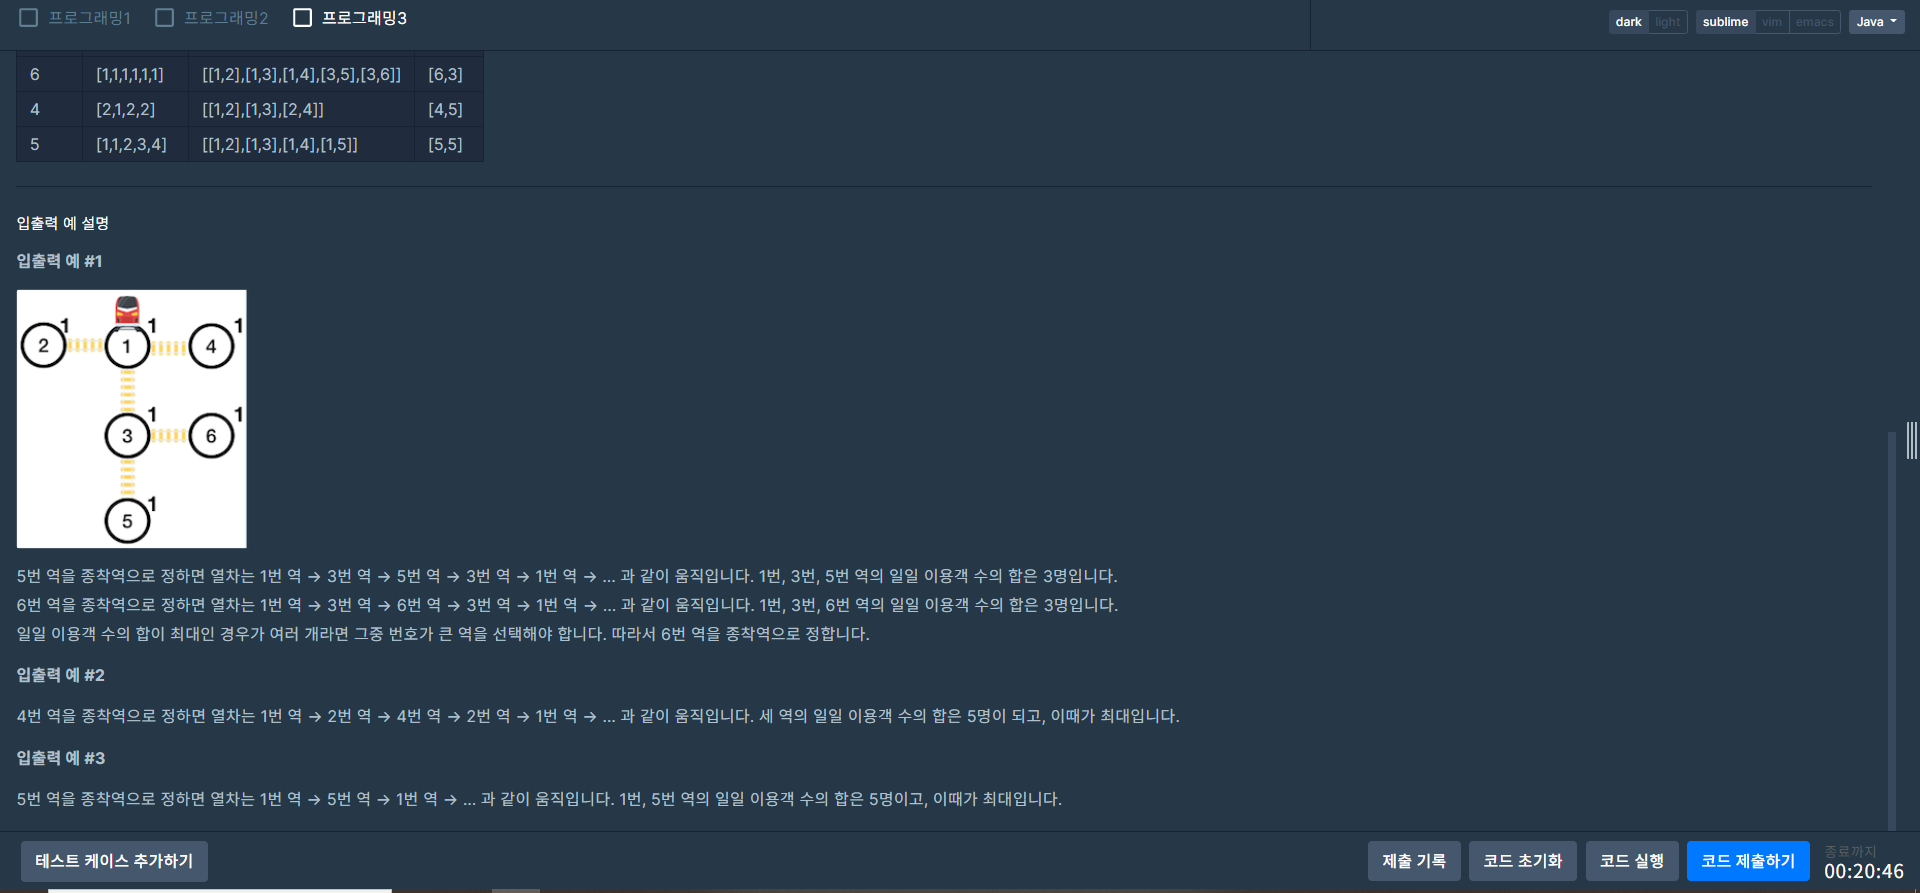 프로그래밍1 프로그래밍2 프로그래밍3 dark light sublime vim emacs Java
6 [1,1,1,1,1,1] [[1,2],[1,3],[1,4],[3,5],[3,6]] [6,3]
4 [2,1,2,2] [[1,2],[1,3],[2,4]] [4,5]
5 [1,1,2,3,4] [[1,2],[1,3],[1,4],[1,5]] [5,5]
입출력 예 설명
입출력 예 #1
1 1 1
2 1 4
1 1
3 6
1
5
5번 역을 종착역으로 정하면 열차는 1번 역 → 3번 역 → 5번 역 → 3번 역 → 1번 역 → ... 과 같이 움직입니다. 1번, 3번, 5번 역의 일일 이용객 수의 합은 3명입니다.
6번 역을 종착역으로 정하면 열차는 1번 역 → 3번 역 → 6번 역 → 3번 역 → 1번 역 → ... 과 같이 움직입니다. 1번, 3번, 6번 역의 일일 이용객 수의 합은 3명입니다.
일일 이용객 수의 합이 최대인 경우가 여러 개라면 그중 번호가 큰 역을 선택해야 합니다. 따라서 6번 역을 종착역으로 정합니다.
입출력 예 #2
4번 역을 종착역으로 정하면 열차는 1번 역 → 2번 역 → 4번 역 → 2번 역 → 1번 역 → ... 과 같이 움직입니다. 세 역의 일일 이용객 수의 합은 5명이 되고, 이때가 최대입니다.
입출력 예 #3
5번 역을 종착역으로 정하면 열차는 1번 역 → 5번 역 → 1번 역 → ... 과 같이 움직입니다. 1번, 5번 역의 일일 이용객 수의 합은 5명이고, 이때가 최대입니다.
테스트 케이스 추가하기 제출 기록 코드 초기화 코드 실행 코드 제출하기 종료까지
00:20:46